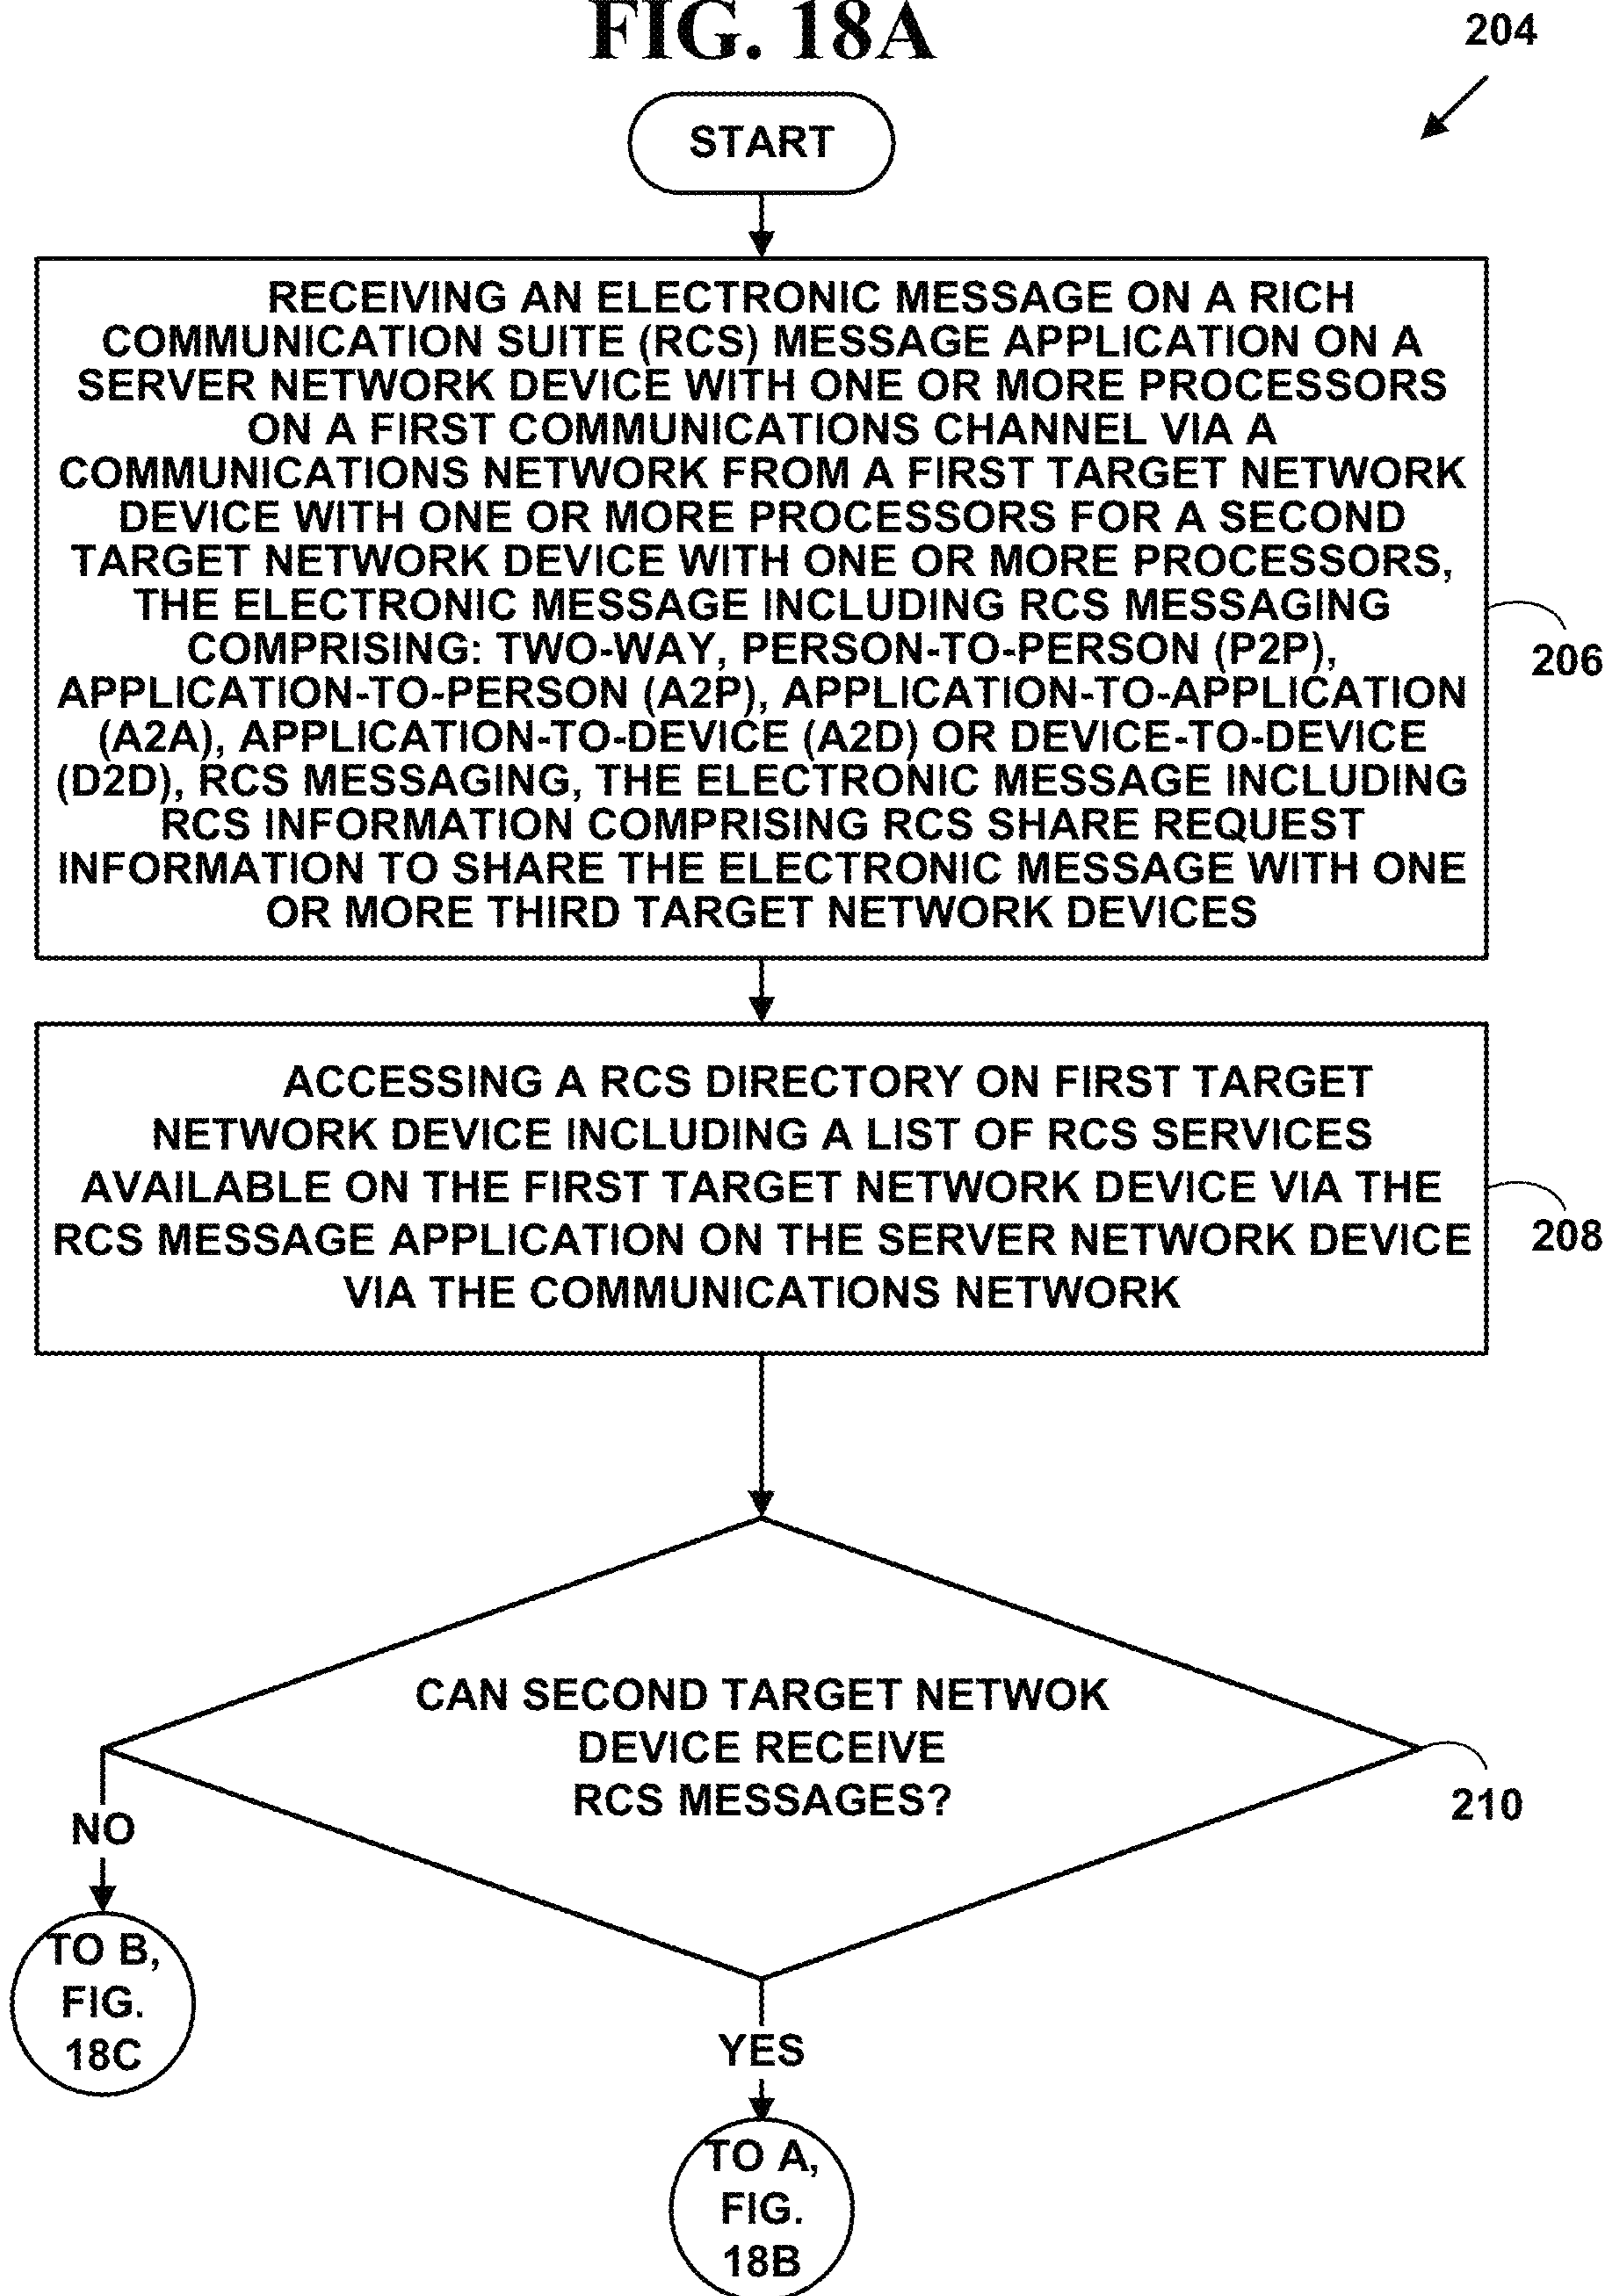 FIG. 18A
204
START
RECEIVING AN ELECTRONIC MESSAGE ON A RICH
COMMUNICATION SUITE (RCS) MESSAGE APPLICATION ON A
SERVER NETWORK DEVICE WITH ONE OR MORE PROCESSORS
ON A FIRST COMMUNICATIONS CHANNEL VIA A
COMMUNICATIONS NETWORK FROM A FIRST TARGET NETWORK
DEVICE WITH ONE OR MORE PROCESSORS FOR A SECOND
TARGET NETWORK DEVICE WITH ONE OR MORE PROCESSORS,
THE ELECTRONIC MESSAGE INCLUDING RCS MESSAGING
COMPRISING: TWO-WAY, PERSON-TO-PERSON (P2P),
APPLICATION-TO-PERSON (A2P), APPLICATION-TO-APPLICATION
(A2A), APPLICATION-TO-DEVICE (A2D) OR DEVICE-TO-DEVICE
(D2D), RCS MESSAGING, THE ELECTRONIC MESSAGE INCLUDING
RCS INFORMATION COMPRISING RCS SHARE REQUEST
INFORMATION TO SHARE THE ELECTRONIC MESSAGE WITH ONE
OR MORE THIRD TARGET NETWORK DEVICES
206
ACCESSING A RCS DIRECTORY ON FIRST TARGET
NETWORK DEVICE INCLUDING A LIST OF RCS SERVICES
AVAILABLE ON THE FIRST TARGET NETWORK DEVICE VIA THE
RCS MESSAGE APPLICATION ON THE SERVER NETWORK DEVICE
VIA THE COMMUNICATIONS NETWORK
208
CAN SECOND TARGET NETWOK
DEVICE RECEIVE
RCS MESSAGES?
210
NO
TO B,
FIG.
18C
YES
TO A,
FIG.
18B